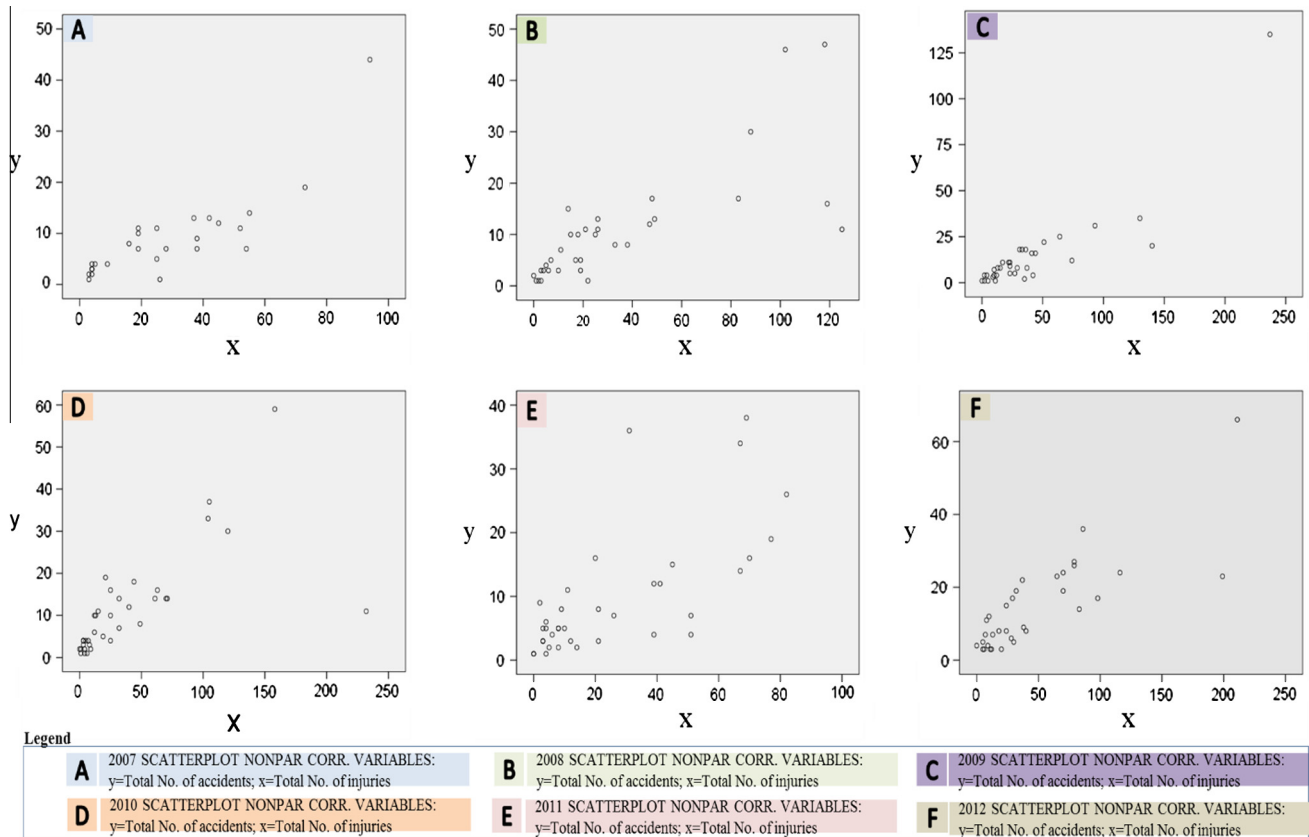 A
50
40
30
20
10
0
y
0 20 40 60 80 100
X
B
50
40
30
20
10
0
y
0 20 40 60 80 100 120
X
C
125
100
75
50
25
0
y
0 50 100 150 200 250
X
D
60
50
40
30
20
10
0
y
0 50 100 150 200 250
X
E
40
30
20
10
0
y
0 20 40 60 80 100
X
F
60
40
20
0
y
0 50 100 150 200 250
X
Legend
A
2007 SCATTERPLOT NONPAR CORR. VARIABLES:
y=Total No. of accidents; x=Total No. of injuries
B
2008 SCATTERPLOT NONPAR CORR. VARIABLES:
y=Total No. of accidents; x=Total No. of injuries
C
2009 SCATTERPLOT NONPAR CORR. VARIABLES:
y=Total No. of accidents; x=Total No. of injuries
D
2010 SCATTERPLOT NONPAR CORR. VARIABLES:
y=Total No. of accidents; x=Total No. of injuries
E
2011 SCATTERPLOT NONPAR CORR. VARIABLES:
y=Total No. of accidents; x=Total No. of injuries
F
2012 SCATTERPLOT NONPAR CORR. VARIABLES:
y=Total No. of accidents; x=Total No. of injuries